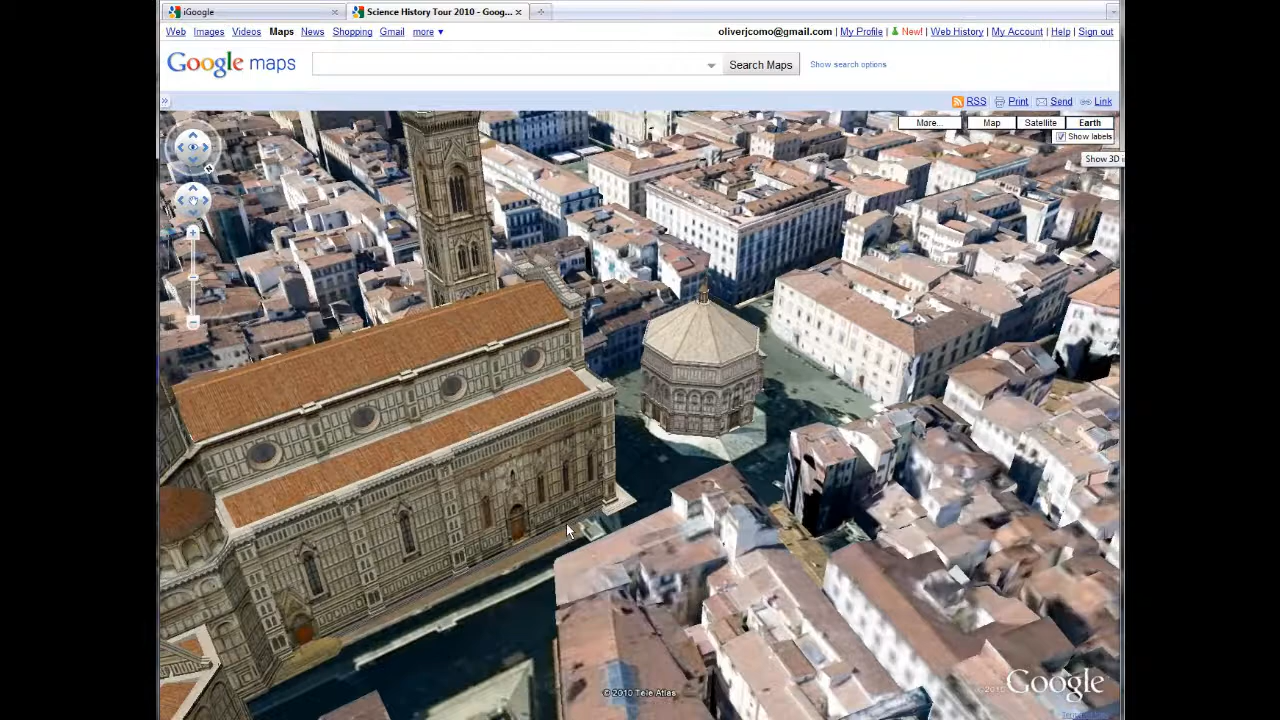 iGoogle
Science History Tour 2010 - Goog...
Web Images Videos Maps News Shopping Gmail more ▼
oliverjcomo@gmail.com | My Profile | New! | Web History | My Account | Help | Sign out
Google maps
Search Maps
Show search options
RSS Print Send Link
More... Map Satellite Earth
Show labels
Show 3D
© 2010 Tele Atlas
©2010 Google